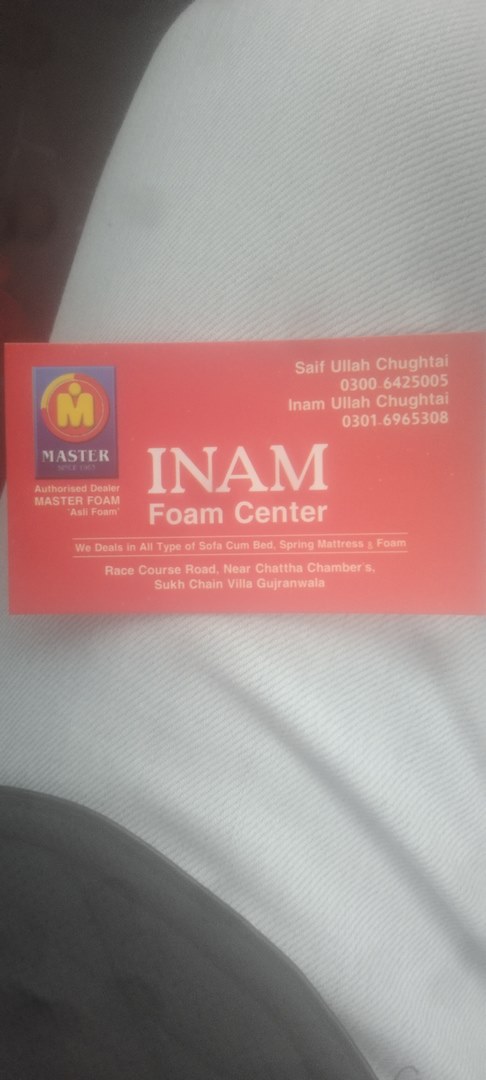 Saif Ullah Chughtai
0300-6425005
Inam Ullah Chughtai
0301-6965308
M
MASTER
Authorised Dealer
MASTER FOAM
'Asli Foam'
INAM
Foam Center
We Deals in All Type of Sofa Cum Bed, Spring Mattress & Foam
Race Course Road, Near Chattha Chamber's,
Sukh Chain Villa Gujranwala